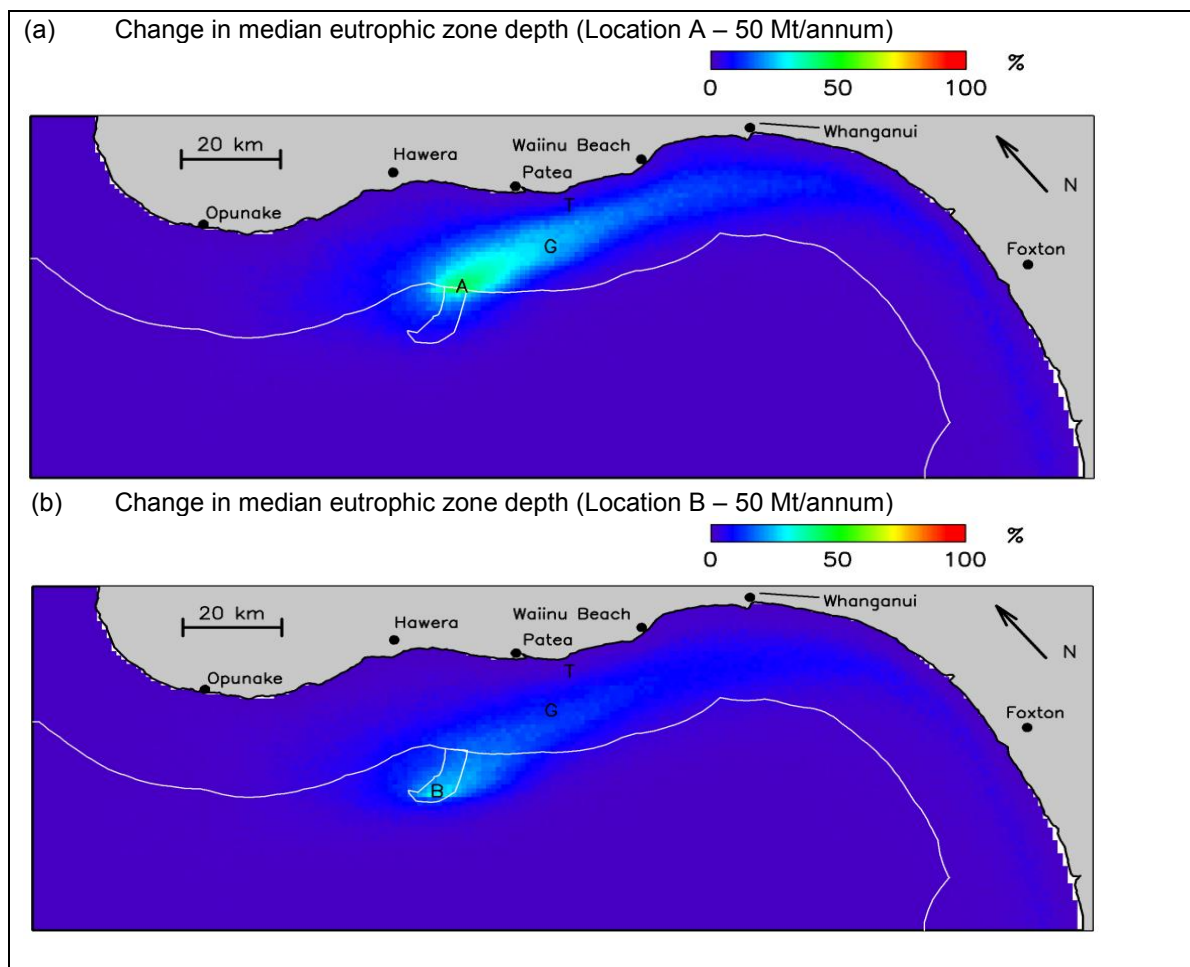 (a) Change in median eutrophic zone depth (Location A – 50 Mt/annum)
%
0 50 100
Whanganui
20 km
Hawera
Waiinu Beach
Patea
N
Opunake
T
G
Foxton
A
(b) Change in median eutrophic zone depth (Location B – 50 Mt/annum)
%
0 50 100
Whanganui
20 km
Hawera
Waiinu Beach
Patea
N
Opunake
T
G
Foxton
B